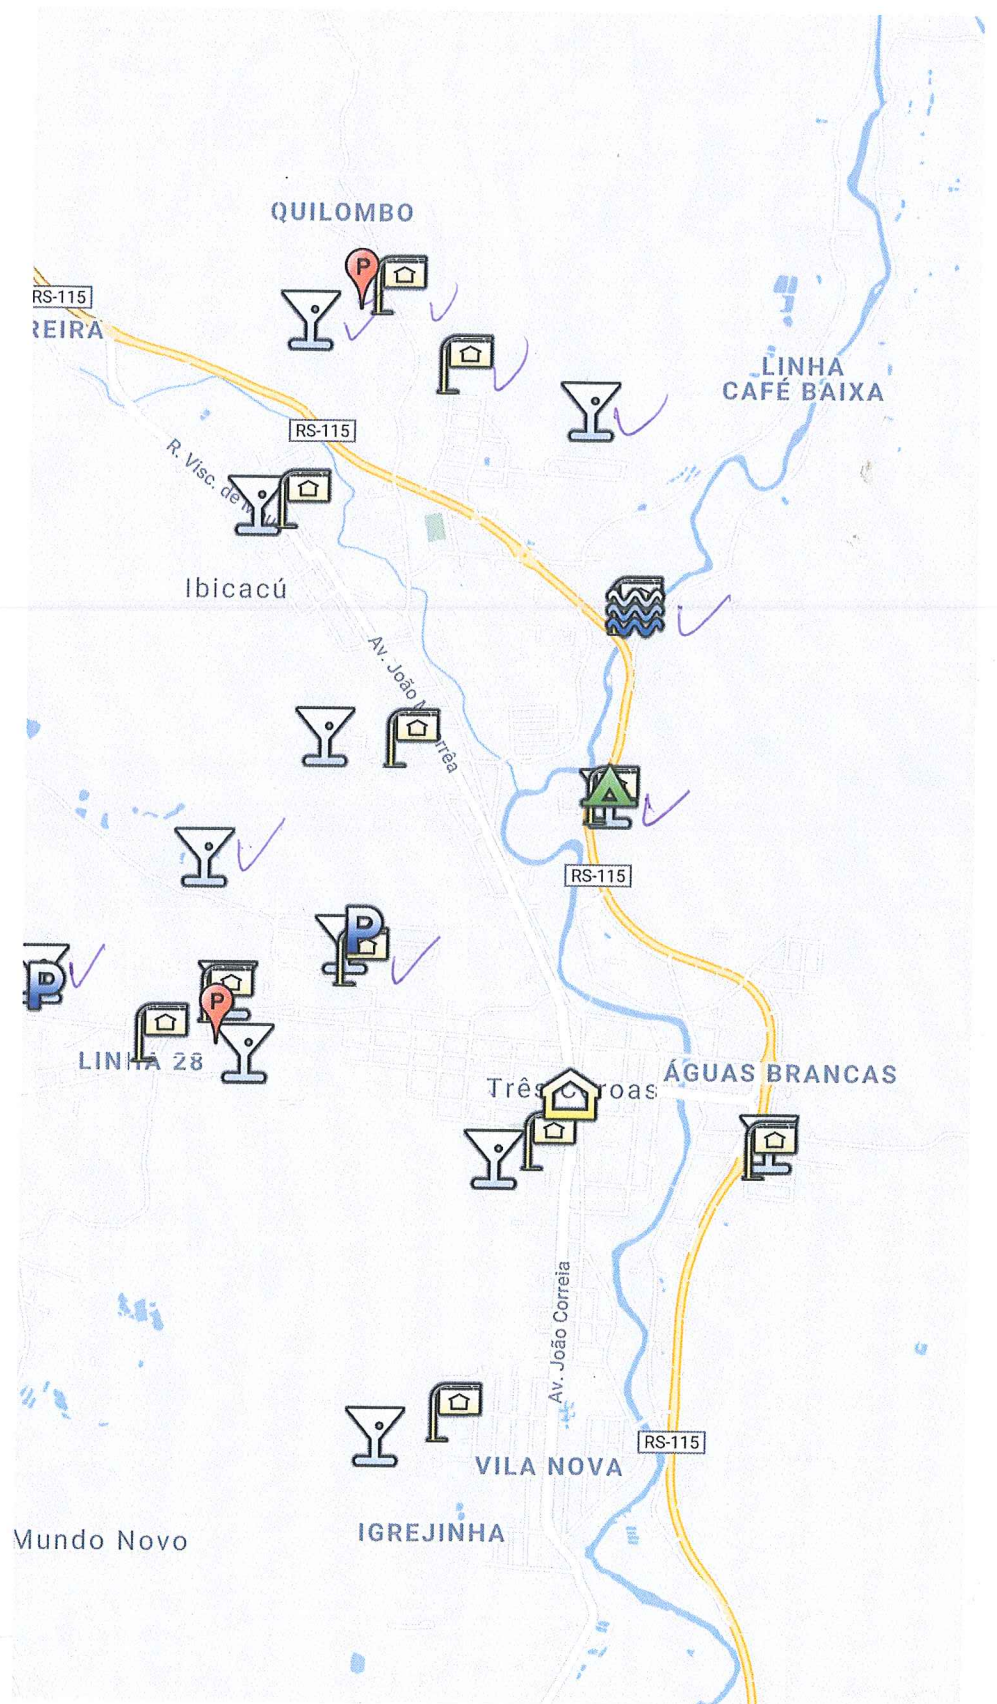 QUILOMBO
P
RS-115
REIRA
LINHA
CAFÉ BAIXA
RS-115
R. Visc. de
Ibicacú
Av. João
rrêa
RS-115
P
P
P
LINHA 28
Três Coroas
ÁGUAS BRANCAS
Av. João Correia
RS-115
VILA NOVA
IGREJINHA
Mundo Novo